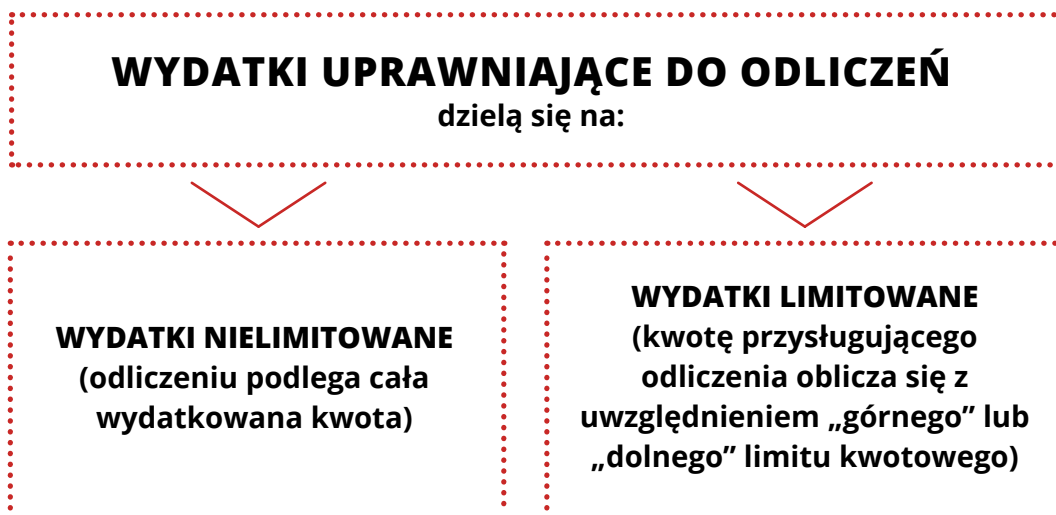 WYDATKI UPRAWNIAJĄCE DO ODLICZEŃ
dzielą się na:
WYDATKI NIELIMITOWANE
(odliczeniu podlega cała
wydatkowana kwota)
WYDATKI LIMITOWANE
(kwotę przysługującego
odliczenia oblicza się z
uwzględnieniem „górnego” lub
„dolnego” limitu kwotowego)